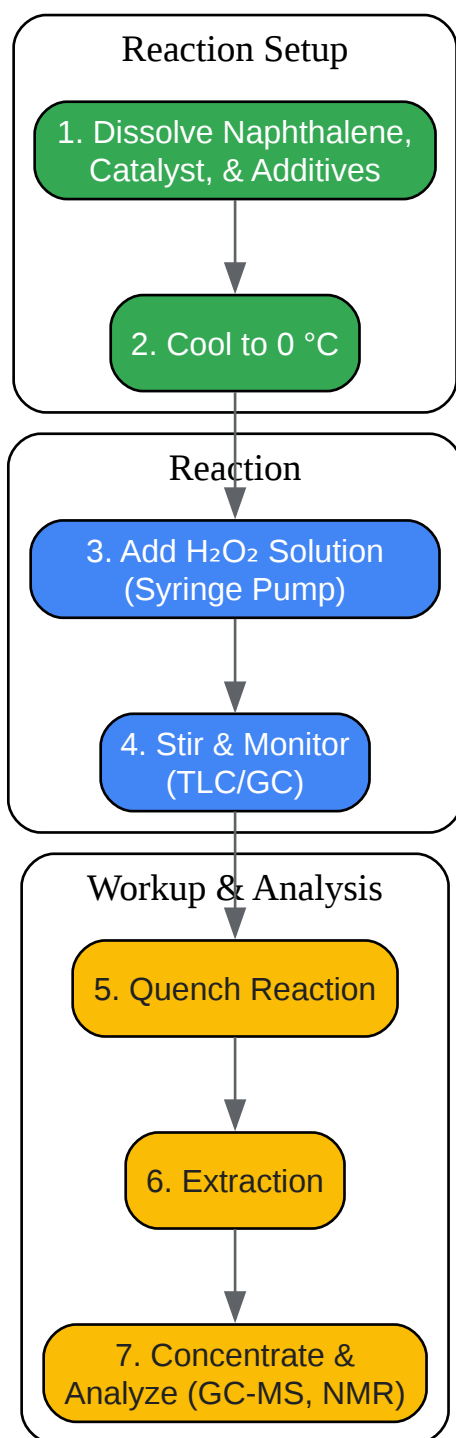 Reaction Setup
1. Dissolve Naphthalene,
Catalyst, & Additives
2. Cool to 0 °C
Reaction
3. Add H₂O₂ Solution
(Syringe Pump)
4. Stir & Monitor
(TLC/GC)
Workup & Analysis
5. Quench Reaction
6. Extraction
7. Concentrate &
Analyze (GC-MS, NMR)